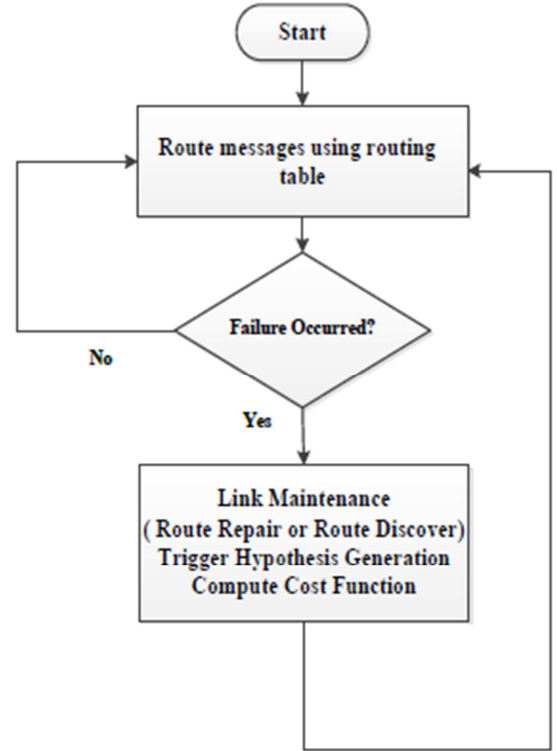 Start
Route messages using routing
table
Failure Occurred?
No
Yes
Link Maintenance
( Route Repair or Route Discover)
Trigger Hypothesis Generation
Compute Cost Function